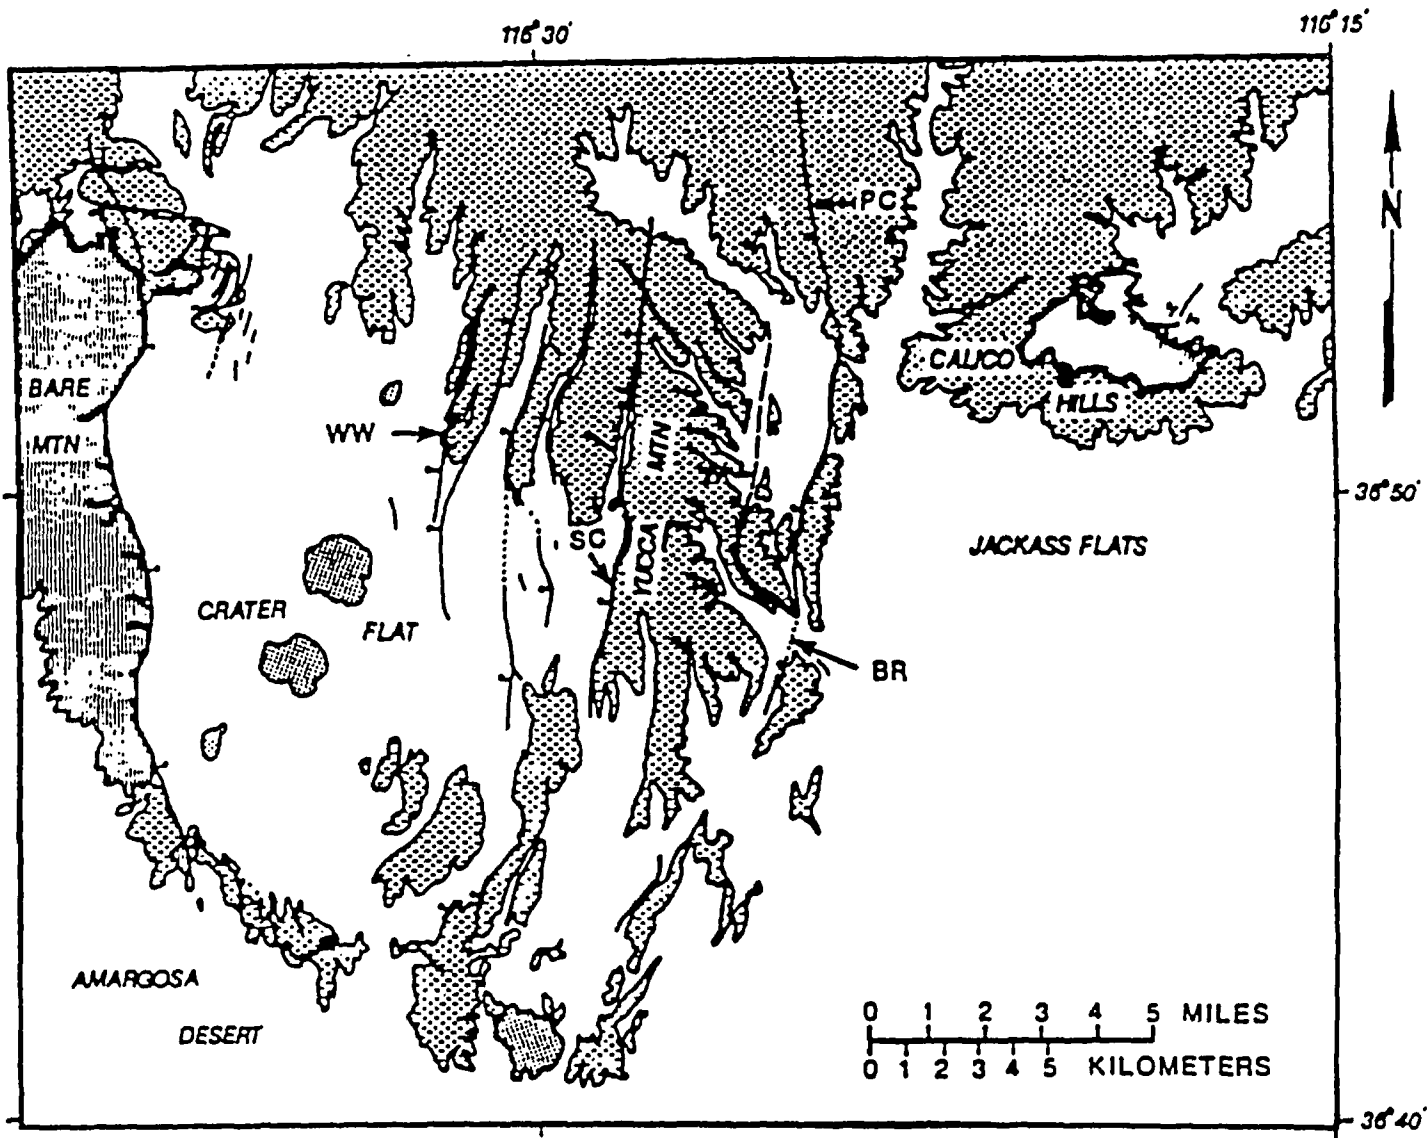 116° 30'
116° 15'
PC
N
CALICO
BARE
HILLS
WW
MTN
MTN
36° 50'
SC
JACKASS FLATS
YUCCA
CRATER
FLAT
BR
AMARGOSA
0 1 2 3 4 5 MILES
DESERT
0 1 2 3 4 5 KILOMETERS
36° 40'